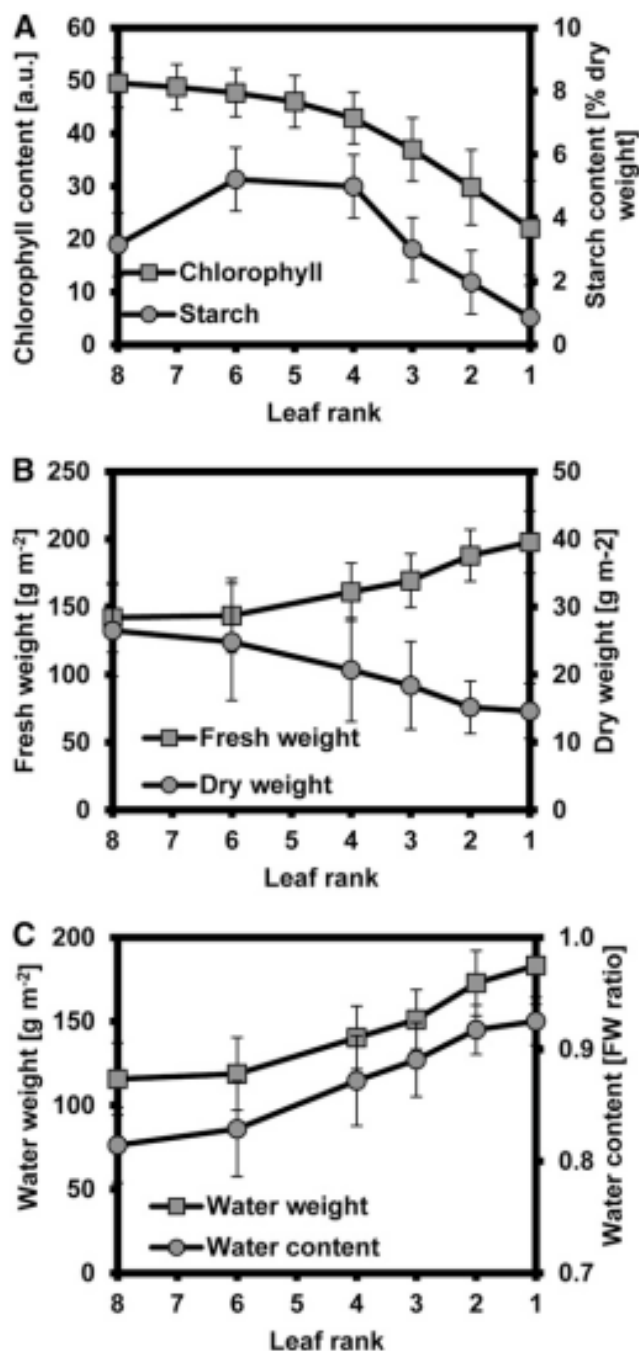 A
60
50
40
30
20
10
0
Chlorophyll content [a.u.]
10
8
6
4
2
0
Starch content [% dry
weight]
Chlorophyll
Starch
8 7 6 5 4 3 2 1
Leaf rank
B
250
200
150
100
50
0
Fresh weight [g m-2]
50
40
30
20
10
0
Dry weight [g m-2]
Fresh weight
Dry weight
8 7 6 5 4 3 2 1
Leaf rank
C
200
150
100
50
0
Water weight [g m-2]
1.0
0.9
0.8
0.7
Water content [FW ratio]
Water weight
Water content
8 7 6 5 4 3 2 1
Leaf rank